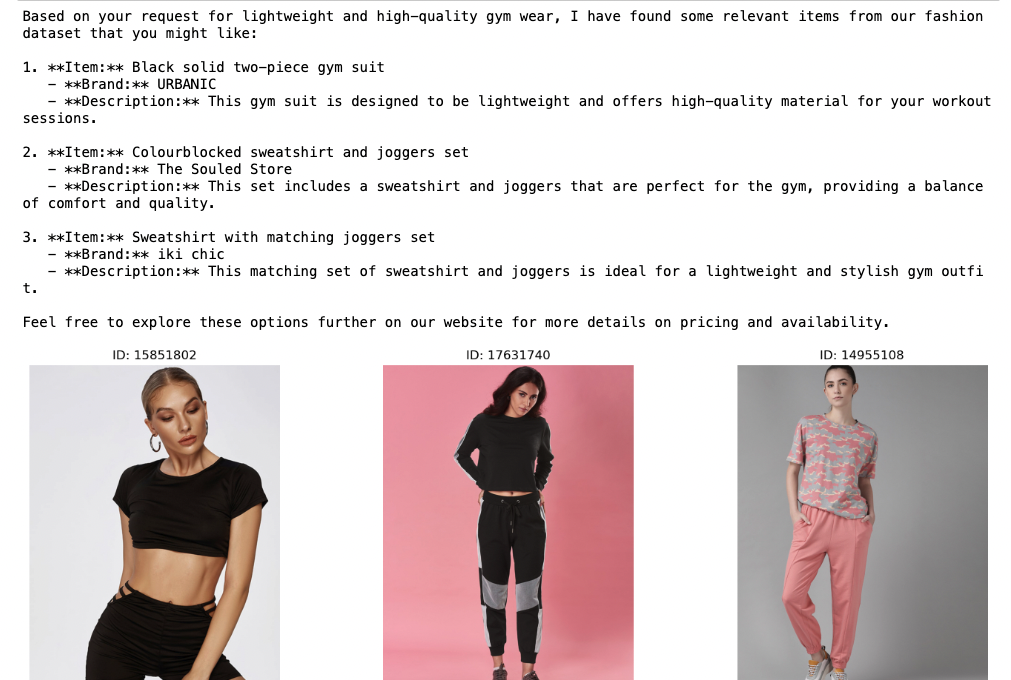 Based on your request for lightweight and high-quality gym wear, I have found some relevant items from our fashion
dataset that you might like:
1. **Item:** Black solid two-piece gym suit
- **Brand:** URBANIC
- **Description:** This gym suit is designed to be lightweight and offers high-quality material for your workout
sessions.
2. **Item:** Colourblocked sweatshirt and joggers set
- **Brand:** The Souled Store
- **Description:** This set includes a sweatshirt and joggers that are perfect for the gym, providing a balance
of comfort and quality.
3. **Item:** Sweatshirt with matching joggers set
- **Brand:** iki chic
- **Description:** This matching set of sweatshirt and joggers is ideal for a lightweight and stylish gym outfi
t.
Feel free to explore these options further on our website for more details on pricing and availability.
ID: 15851802 ID: 17631740 ID: 14955108